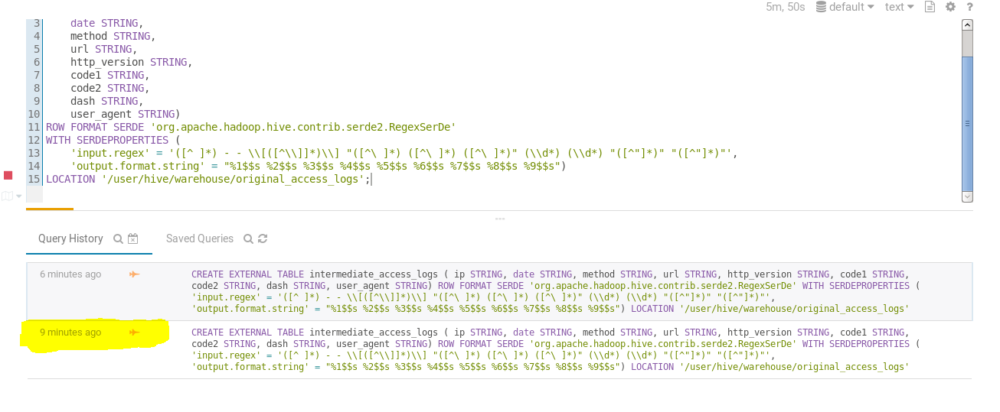 5m, 50s default text ?
3 date STRING,
4 method STRING,
5 url STRING,
6 http_version STRING,
7 code1 STRING,
8 code2 STRING,
9 dash STRING,
10 user_agent STRING)
11 ROW FORMAT SERDE 'org.apache.hadoop.hive.contrib.serde2.RegexSerDe'
12 WITH SERDEPROPERTIES (
13 'input.regex' = '([^ ]*) - - \\[([^\\]]*)\\] "([^\ ]*) ([^\ ]*) ([^\ ]*)" (\\d*) (\\d*) "([^"]*)" "([^"]*)"',
14 'output.format.string' = "%1$$s %2$$s %3$$s %4$$s %5$$s %6$$s %7$$s %8$$s %9$$s")
15 LOCATION '/user/hive/warehouse/original_access_logs';
Query History Saved Queries
6 minutes ago CREATE EXTERNAL TABLE intermediate_access_logs ( ip STRING, date STRING, method STRING, url STRING, http_version STRING, code1 STRING,
code2 STRING, dash STRING, user_agent STRING) ROW FORMAT SERDE 'org.apache.hadoop.hive.contrib.serde2.RegexSerDe' WITH SERDEPROPERTIES (
'input.regex' = '([^ ]*) - - \\[([^\\]]*)\\] "([^\ ]*) ([^\ ]*) ([^\ ]*)" (\\d*) (\\d*) "([^"]*)" "([^"]*)"',
'output.format.string' = "%1$$s %2$$s %3$$s %4$$s %5$$s %6$$s %7$$s %8$$s %9$$s") LOCATION '/user/hive/warehouse/original_access_logs'
9 minutes ago CREATE EXTERNAL TABLE intermediate_access_logs ( ip STRING, date STRING, method STRING, url STRING, http_version STRING, code1 STRING,
code2 STRING, dash STRING, user_agent STRING) ROW FORMAT SERDE 'org.apache.hadoop.hive.contrib.serde2.RegexSerDe' WITH SERDEPROPERTIES (
'input.regex' = '([^ ]*) - - \\[([^\\]]*)\\] "([^\ ]*) ([^\ ]*) ([^\ ]*)" (\\d*) (\\d*) "([^"]*)" "([^"]*)"',
'output.format.string' = "%1$$s %2$$s %3$$s %4$$s %5$$s %6$$s %7$$s %8$$s %9$$s") LOCATION '/user/hive/warehouse/original_access_logs'